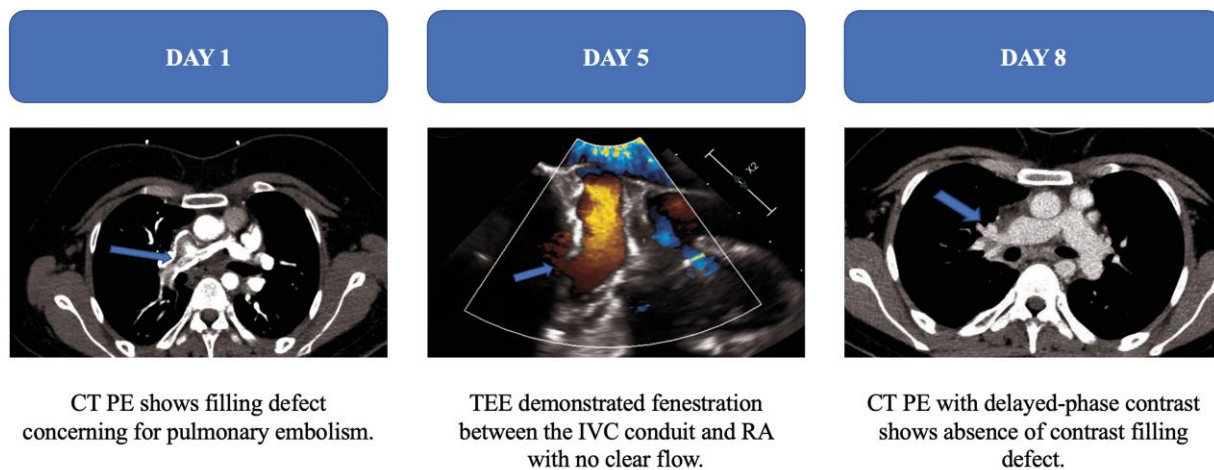 DAY 1
DAY 5
DAY 8
X2
CT PE shows filling defect
concerning for pulmonary embolism.
TEE demonstrated fenestration
between the IVC conduit and RA
with no clear flow.
CT PE with delayed-phase contrast
shows absence of contrast filling
defect.